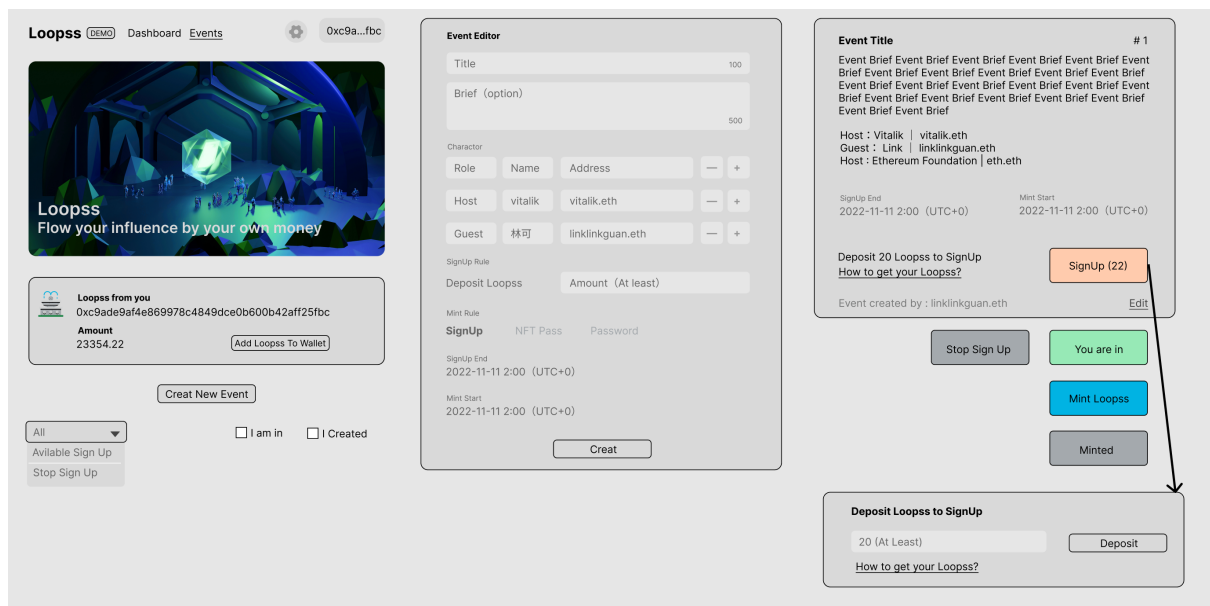 Loopss DEMO Dashboard Events 0xc9a...fbc
Loopss
Flow your influence by your own money
Loopss from you
0xc9ade9af4e869978c4849dce0b600b42aff25fbc
Amount
23354.22 Add Loopss To Wallet
Creat New Event
All I am in I Created
Avilable Sign Up
Stop Sign Up
Event Editor
Title 100
Brief（option）
500
Charactor
Role Name Address — +
Host vitalik vitalik.eth — +
Guest 林可 linklinkguan.eth — +
SignUp Rule
Deposit Loopss Amount（At least）
Mint Rule
SignUp NFT Pass Password
SignUp End
2022-11-11 2:00（UTC+0）
Mint Start
2022-11-11 2:00（UTC+0）
Creat
Event Title # 1
Event Brief Event Brief Event Brief Event Brief Event Brief Event
Brief Event Brief Event Brief Event Brief Event Brief Event Brief
Event Brief Event Brief Event Brief Event Brief Event Brief Event
Brief Event Brief Event Brief Event Brief Event Brief Event Brief
Event Brief Event Brief
Host：Vitalik ｜ vitalik.eth
Guest： Link ｜ linklinkguan.eth
Host : Ethereum Foundation | eth.eth
SignUp End Mint Start
2022-11-11 2:00（UTC+0） 2022-11-11 2:00（UTC+0）
Deposit 20 Loopss to SignUp
How to get your Loopss?
SignUp (22)
Event created by : linklinkguan.eth Edit
Stop Sign Up You are in
Mint Loopss
Minted
Deposit Loopss to SignUp
20 (At Least) Deposit
How to get your Loopss?